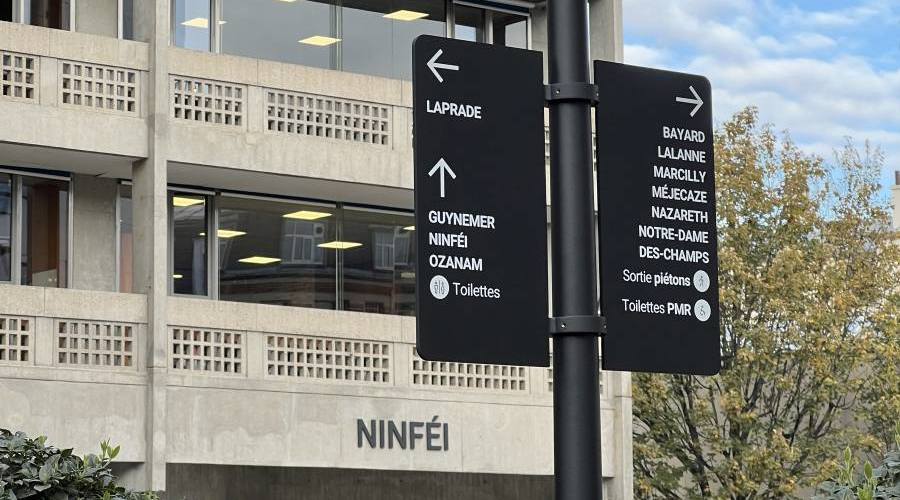 LAPRADE
GUYNEMER
NINFÉI
OZANAM
Toilettes
BAYARD
LALANNE
MARCILLY
MÉJECAZE
NAZARETH
NOTRE-DAME
DES-CHAMPS
Sortie piétons
Toilettes PMR
NINFÉI